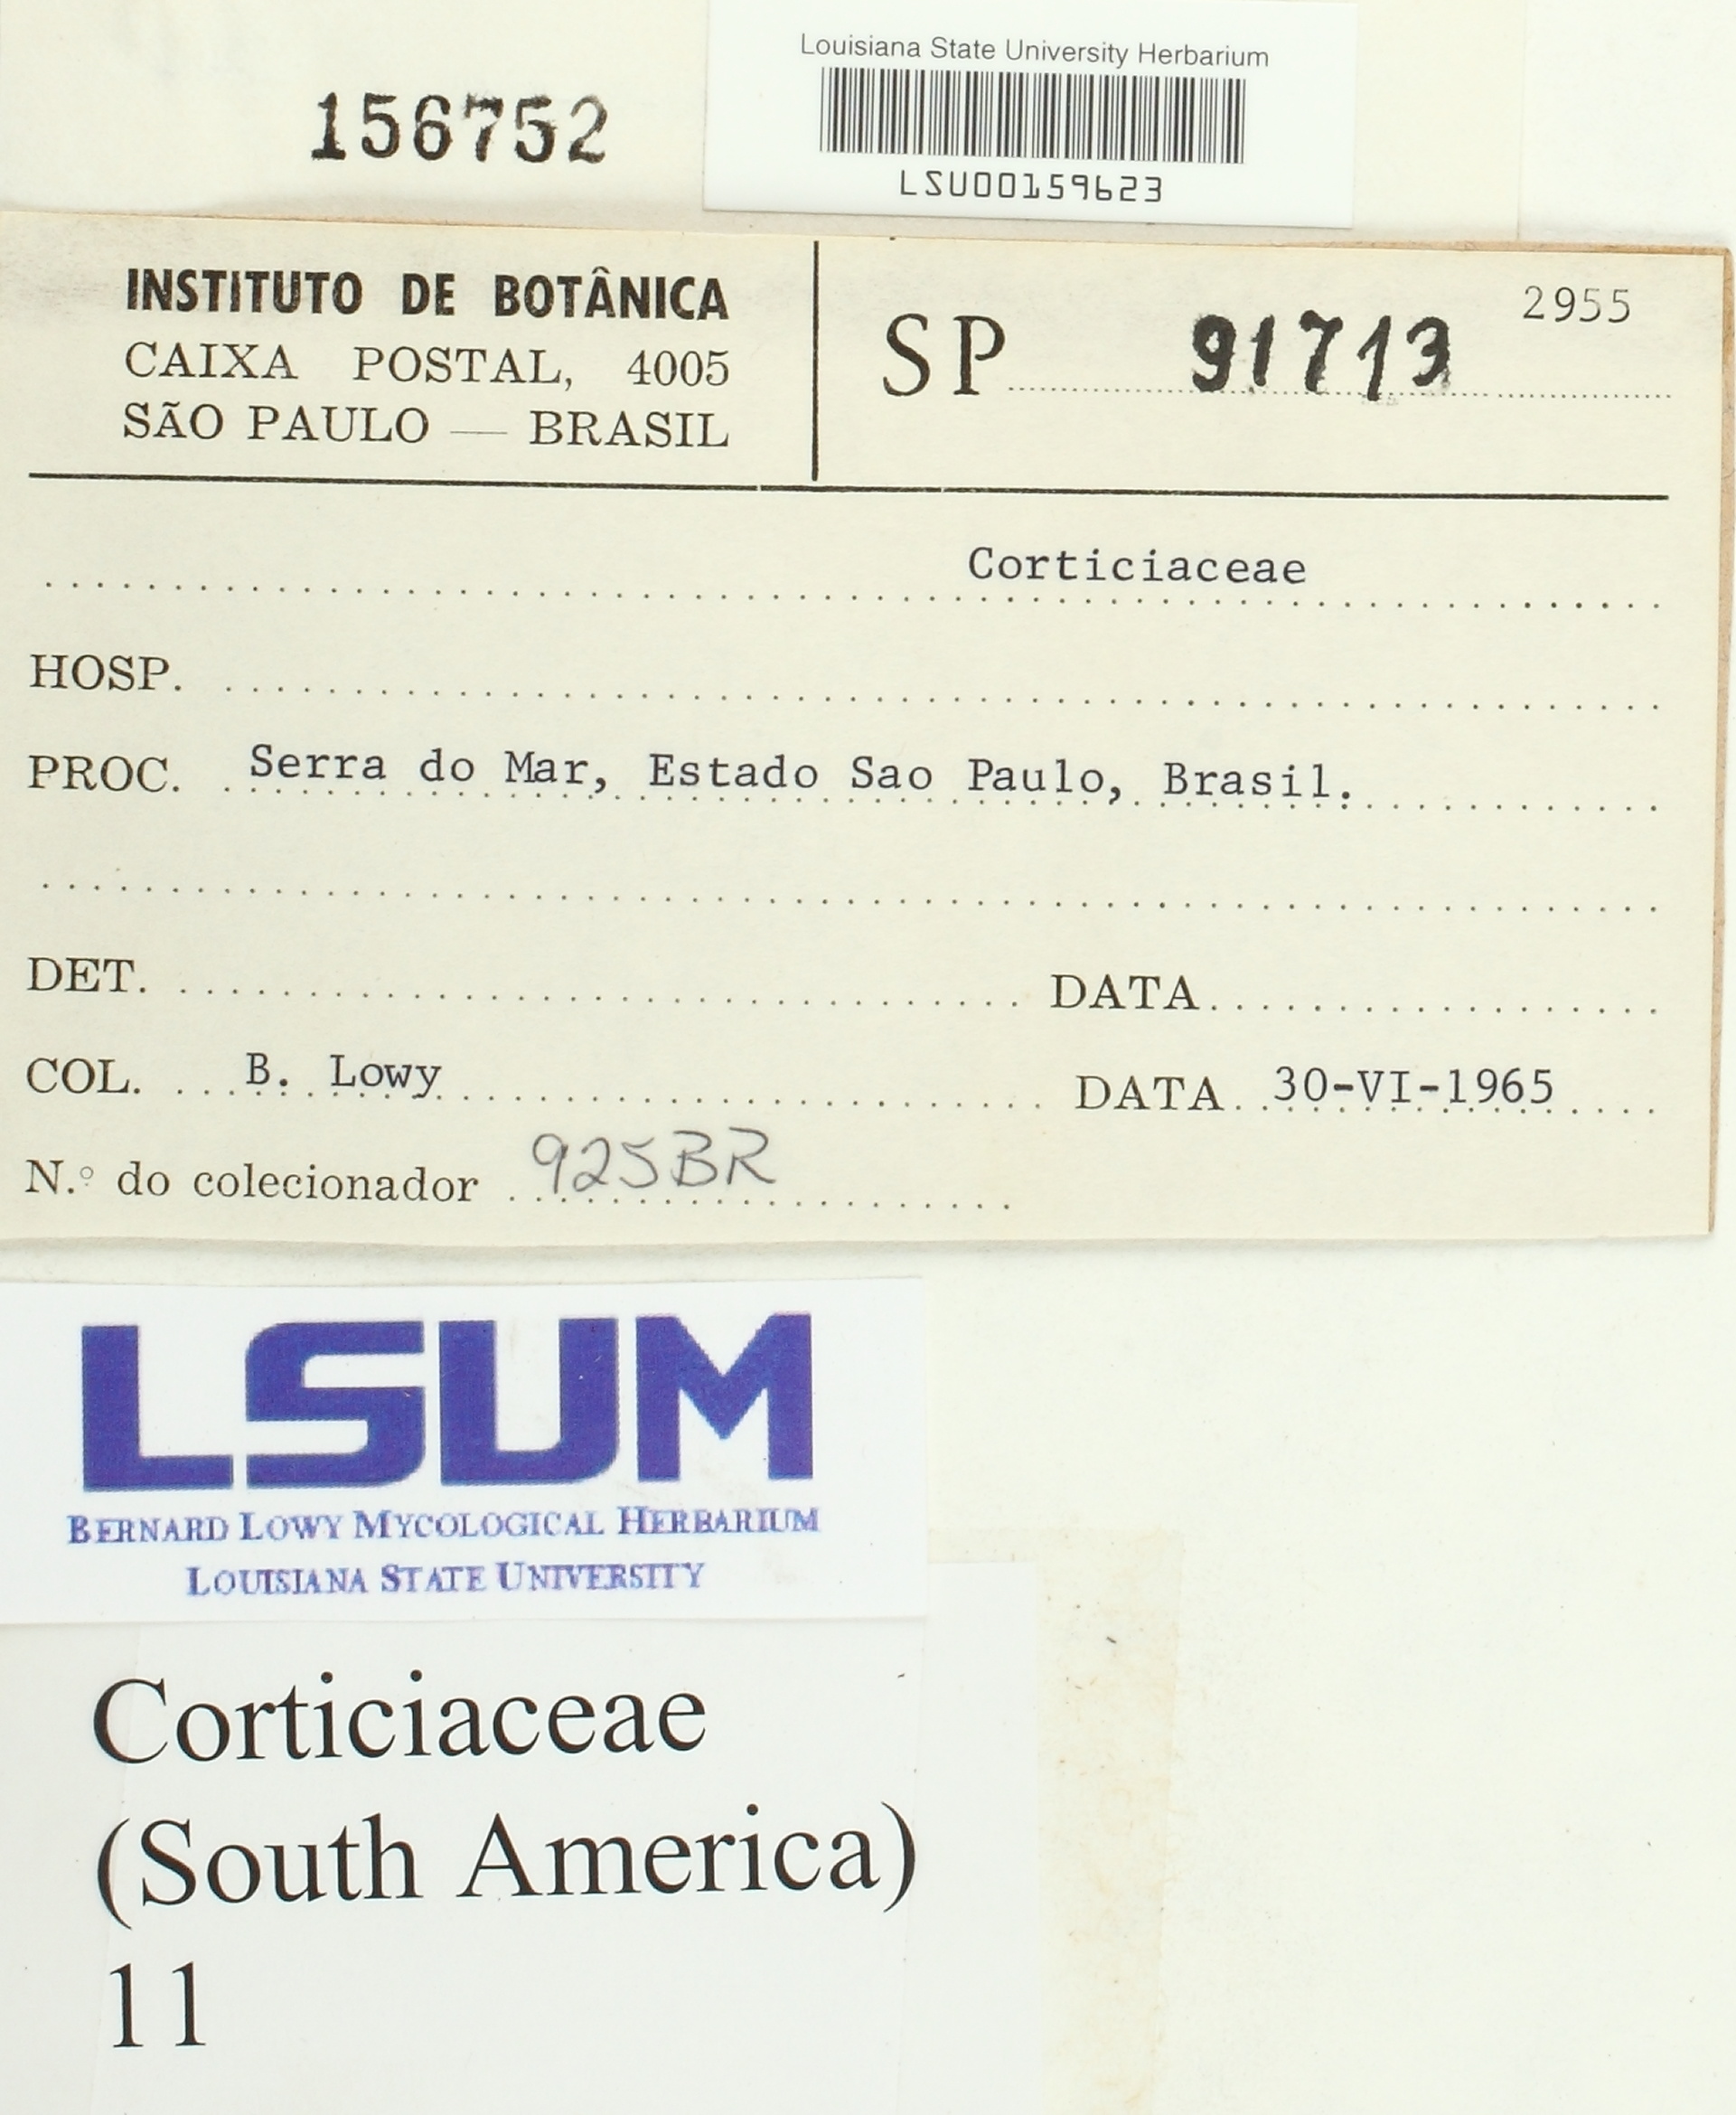 Louisiana State University Herbarium
156752
LSU00159623
INSTITUTO DE BOTÂNICA
CAIXA POSTAL, 4005
SÃO PAULO — BRASIL
2955
SP 91713
Corticiaceae
HOSP.
PROC. Serra do Mar, Estado Sao Paulo, Brasil.
DET. DATA
COL. B. Lowy DATA 30-VI-1965
N.º do colecionador 925BR
LSUM
BERNARD LOWY MYCOLOGICAL HERBARIUM
LOUISIANA STATE UNIVERSITY
Corticiaceae
(South America)
11